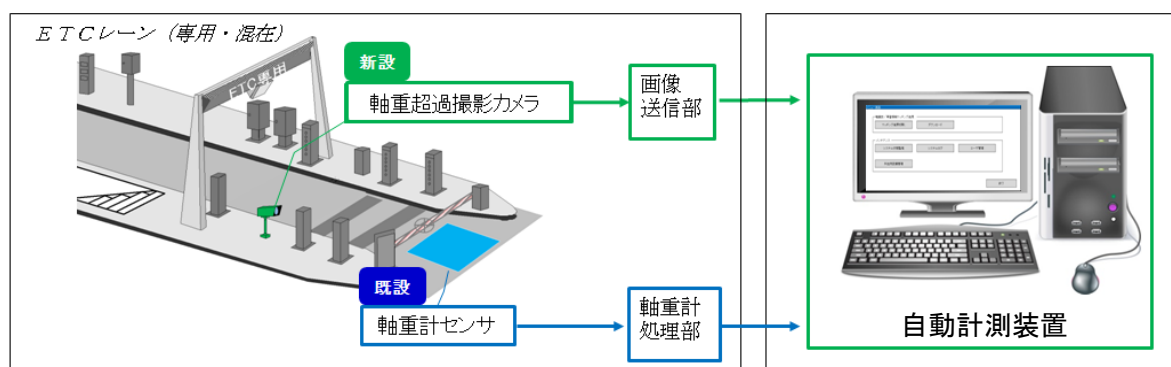 ＥＴＣレーン（専用・混在）
ETC専用
新設
軸重超過撮影カメラ
画像
送信部
既設
軸重計センサ
軸重計
処理部
自動計測装置